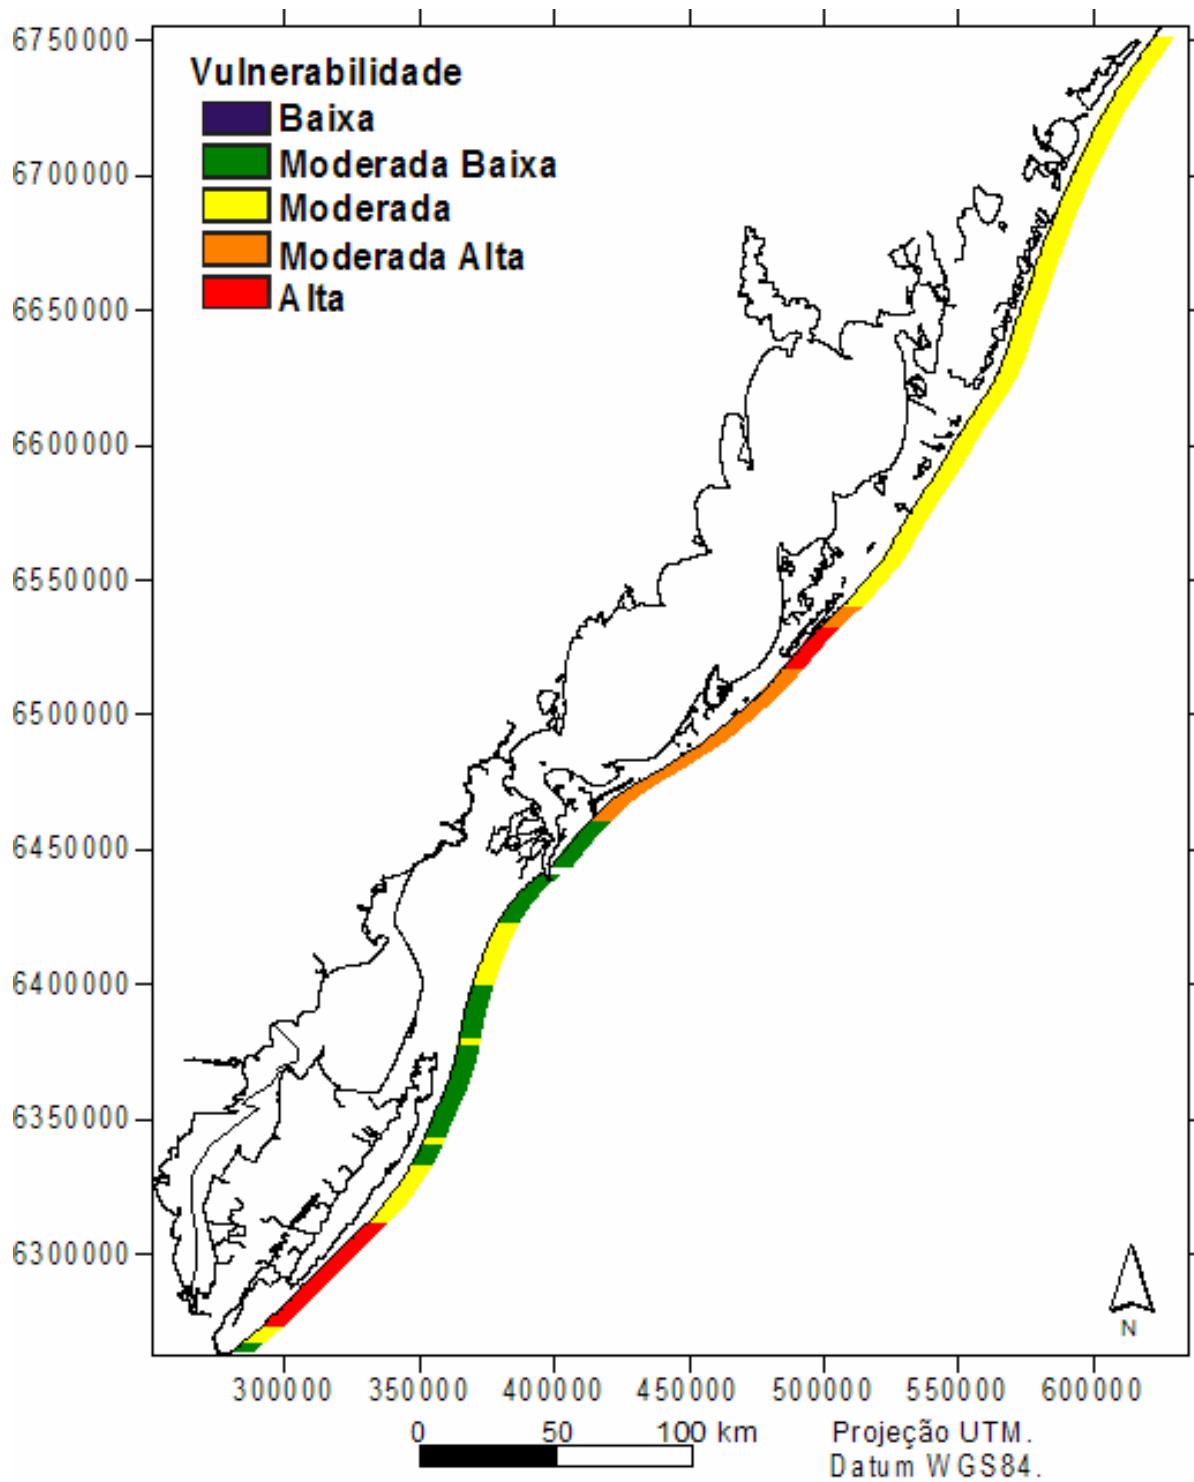 Vulnerabilidade
Baixa
Moderada Baixa
Moderada
Moderada Alta
Alta
6750000
6700000
6650000
6600000
6550000
6500000
6450000
6400000
6350000
6300000
N
300000 350000 400000 450000 500000 550000 600000
0 50 100 km
Projeção UTM.
Datum WGS84.